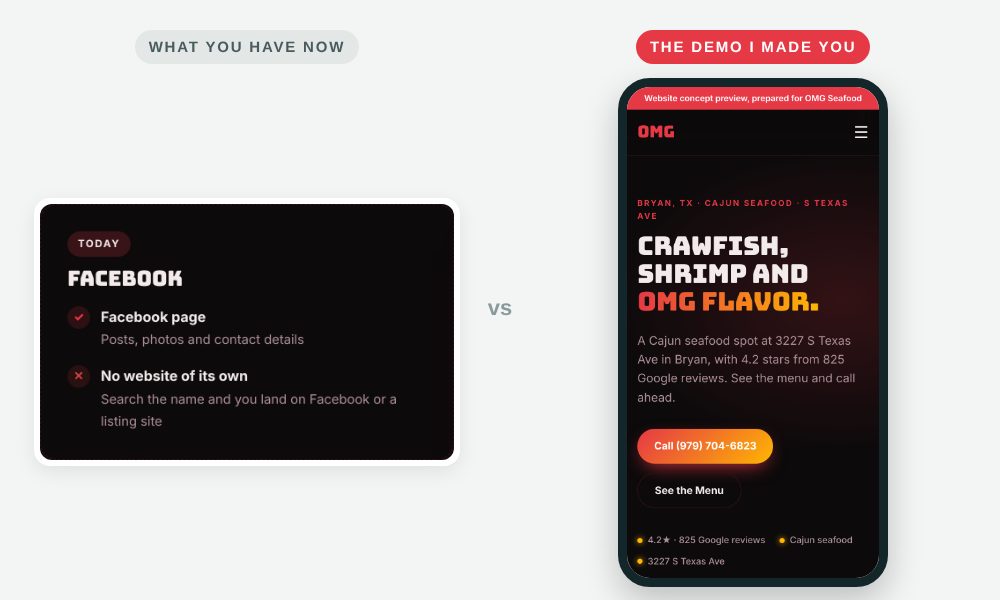 WHAT YOU HAVE NOW
TODAY
FACEBOOK
Facebook page
Posts, photos and contact details
No website of its own
Search the name and you land on Facebook or a
listing site
vs
THE DEMO I MADE YOU
Website concept preview, prepared for OMG Seafood
OMG
BRYAN, TX · CAJUN SEAFOOD · S TEXAS
AVE
CRAWFISH,
SHRIMP AND
OMG FLAVOR.
A Cajun seafood spot at 3227 S Texas
Ave in Bryan, with 4.2 stars from 825
Google reviews. See the menu and call
ahead.
Call (979) 704-6823
See the Menu
4.2★ · 825 Google reviews
Cajun seafood
3227 S Texas Ave